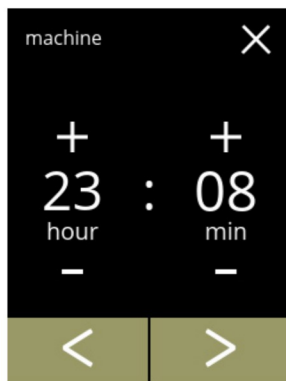 machine
+ +
23 : 08
hour min
- -
< >